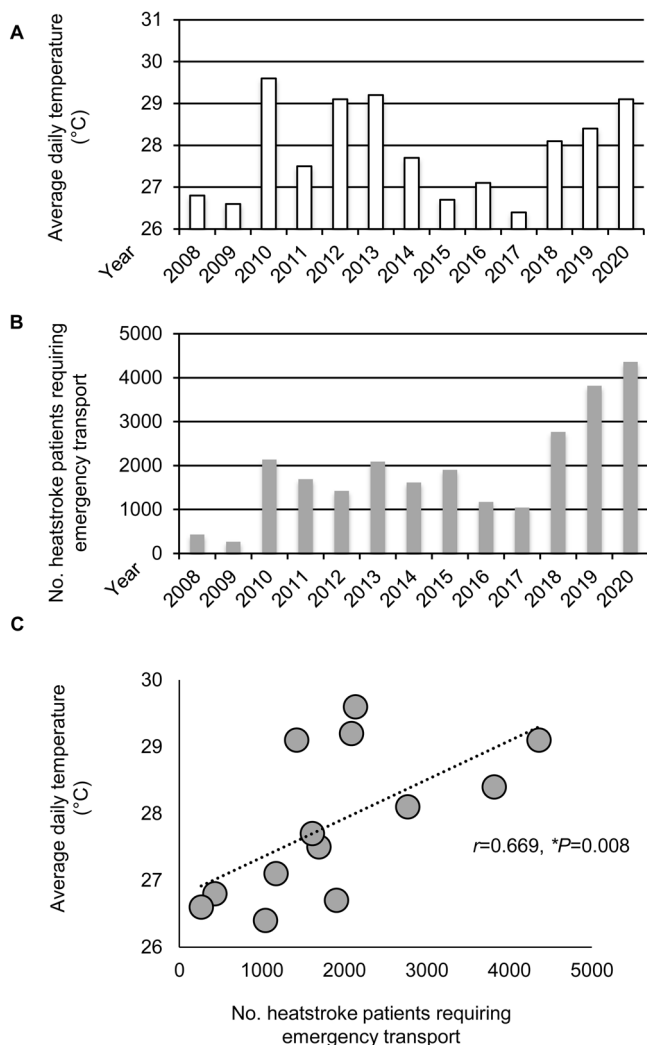 A
Average daily temperature
(°C)
31
30
29
28
27
26
Year
2008
2009
2010
2011
2012
2013
2014
2015
2016
2017
2018
2019
2020
B
No. heatstroke patients requiring
emergency transport
5000
4000
3000
2000
1000
0
Year
2008
2009
2010
2011
2012
2013
2014
2015
2016
2017
2018
2019
2020
C
Average daily temperature
(°C)
30
29
28
27
26
r=0.669, *P=0.008
0 1000 2000 3000 4000 5000
No. heatstroke patients requiring
emergency transport